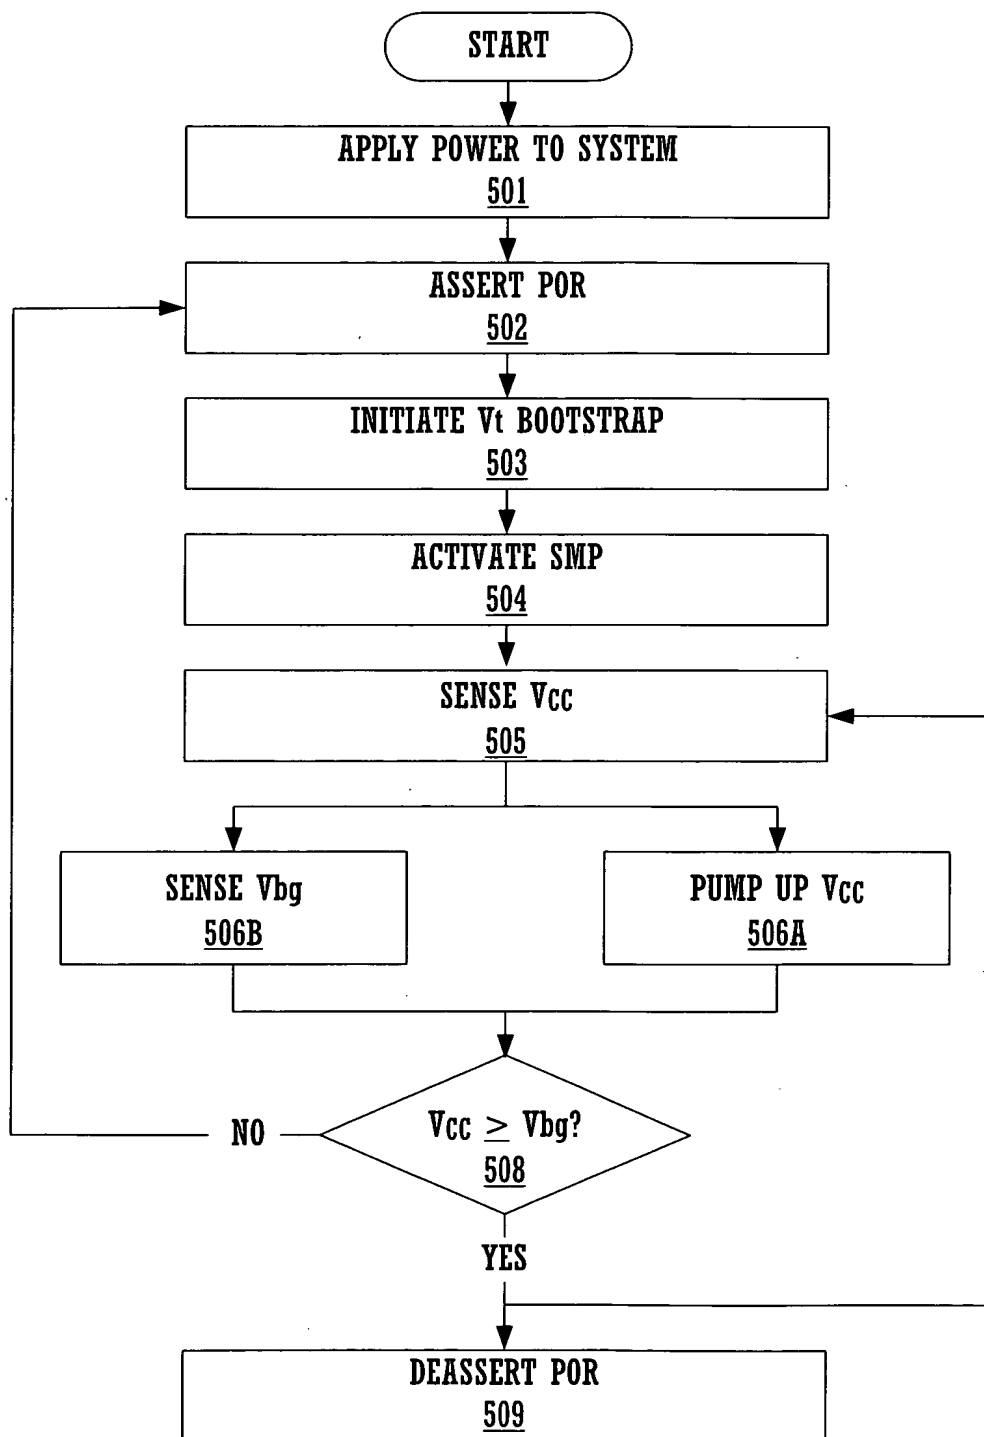 START
APPLY POWER TO SYSTEM
501
ASSERT POR
502
INITIATE Vt BOOTSTRAP
503
ACTIVATE SMP
504
SENSE Vcc
505
SENSE Vbg
506B
PUMP UP Vcc
506A
Vcc ≥ Vbg?
508
NO
YES
DEASSERT POR
509